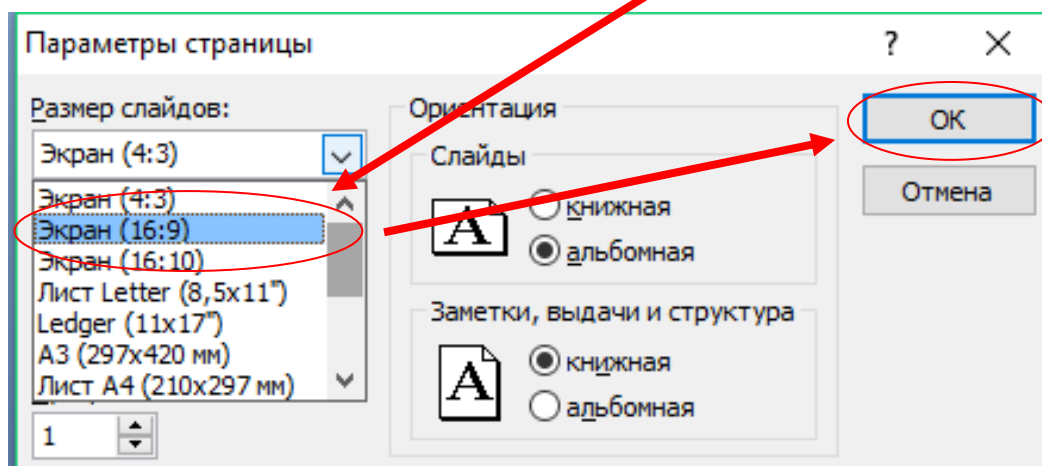 Параметры страницы
?
Размер слайдов:
Экран (4:3)
Экран (4:3)
Экран (16:9)
Экран (16:10)
Лист Letter (8,5x11")
Ledger (11x17")
A3 (297x420 мм)
Лист A4 (210x297 мм)
1
Ориентация
Слайды
A
книжная
альбомная
Заметки, выдачи и структура
A
книжная
альбомная
ОК
Отмена